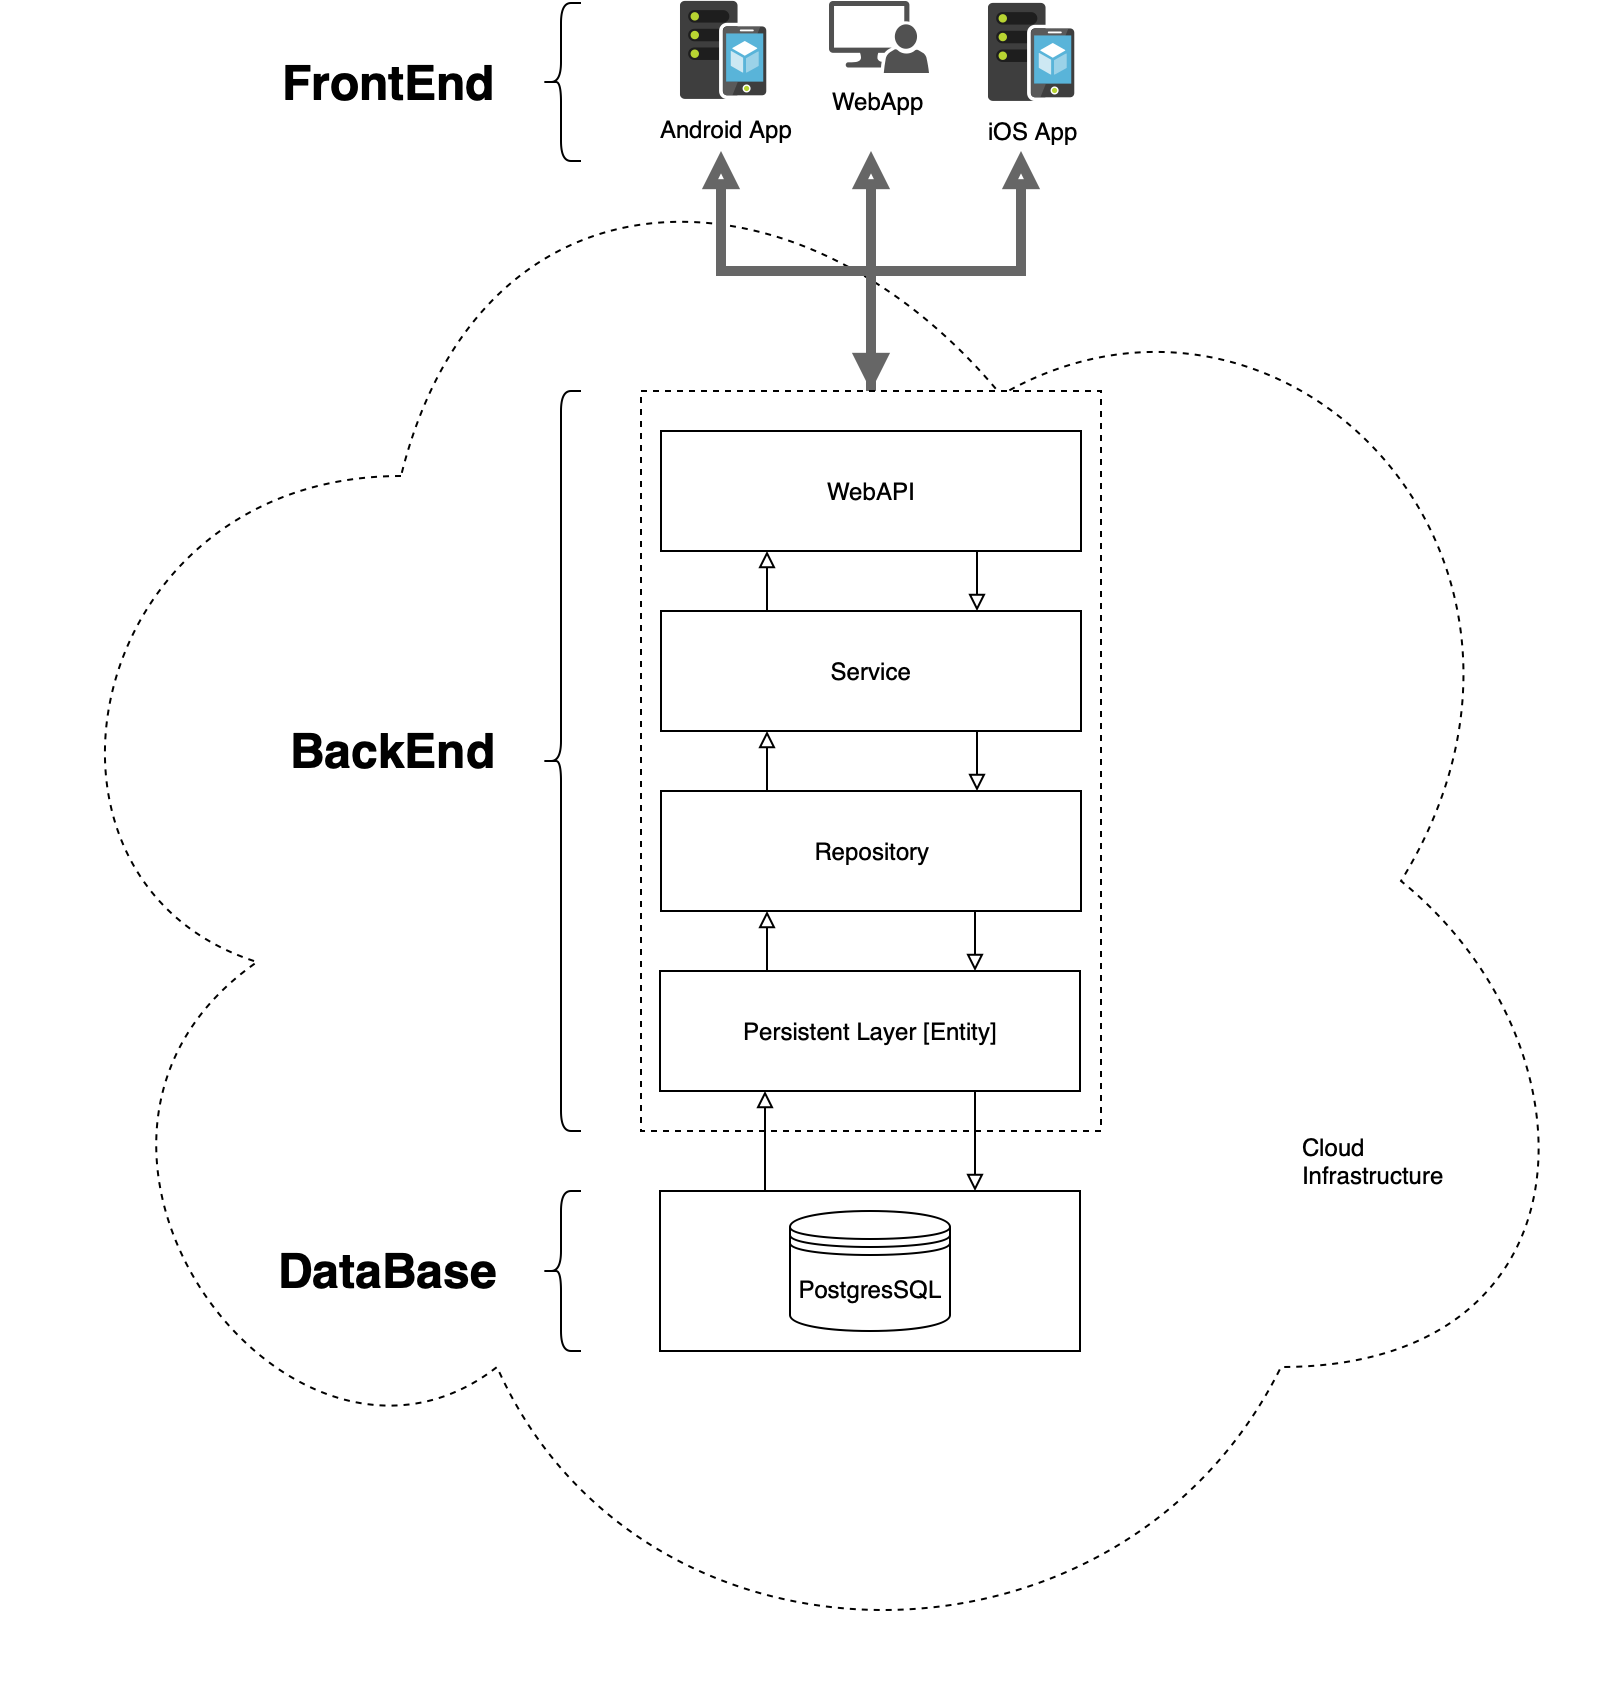 FrontEnd
Android App
WebApp
iOS App
WebAPI
Service
BackEnd
Repository
Persistent Layer [Entity]
Cloud
Infrastructure
DataBase
PostgresSQL